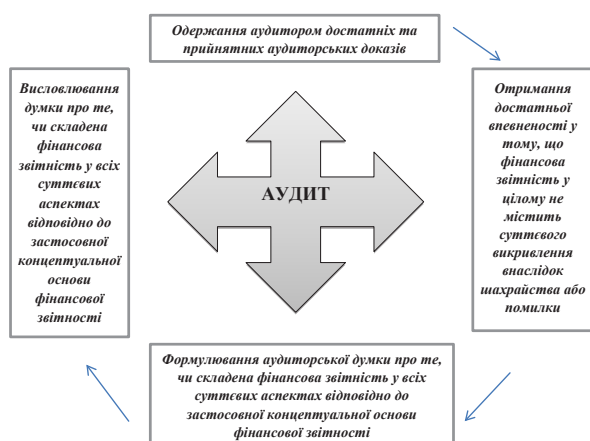 Одержання аудитором достатніх та
прийнятних аудиторських доказів
Висловлювання
думки про те,
чи складена
фінансова
звітність у всіх
суттєвих
аспектах
відповідно до
застосовної
концептуальної
основи
фінансової
звітності
АУДИТ
Отримання
достатньої
впевненості у
тому, що
фінансова
звітність у
цілому не
містить
суттєвого
викривлення
внаслідок
шахрайства або
помилки
Формулювання аудиторської думки про те,
чи складена фінансова звітність у всіх
суттєвих аспектах відповідно до
застосовної концептуальної основи
фінансової звітності